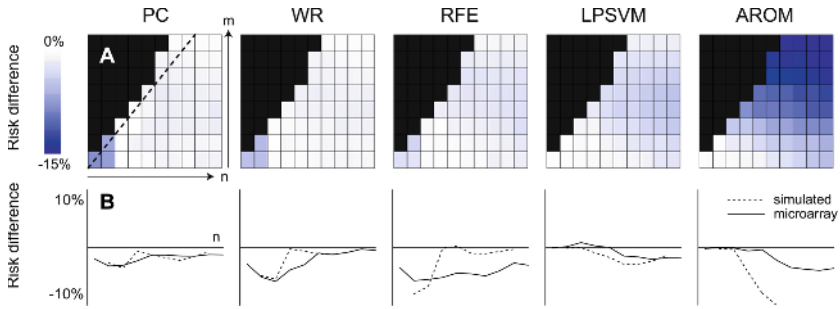 PC WR RFE LPSVM AROM
0%
A
m
Risk difference
-15%
n
10%
B
n
simulated
microarray
Risk difference
-10%